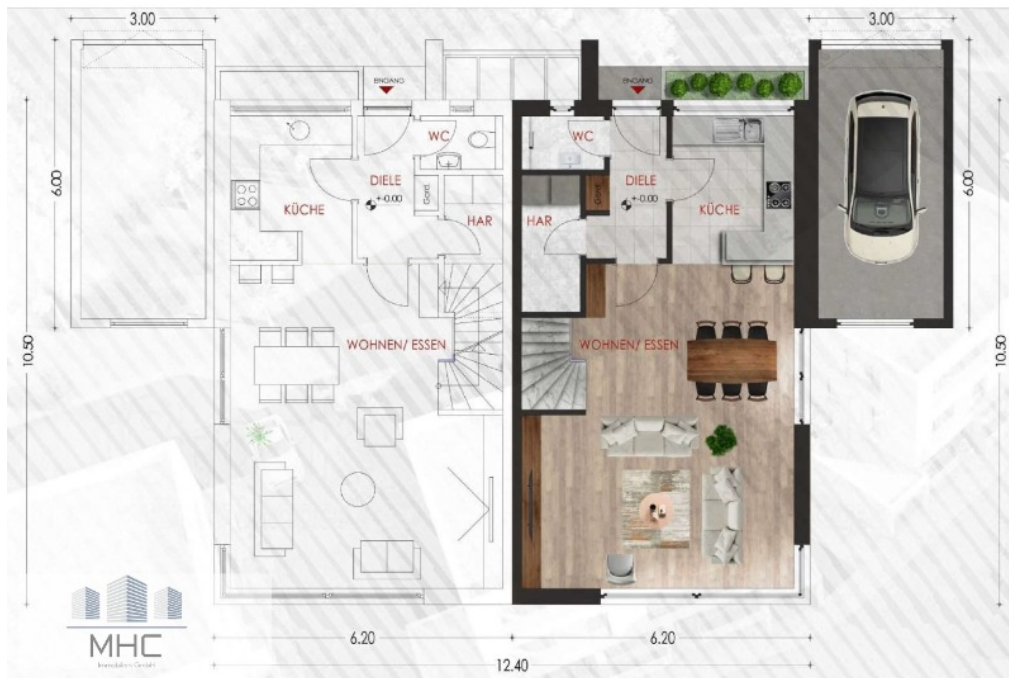 3.00
3.00
EINGANG
EINGANG
WC
WC
DIELE
+-0.00
DIELE
+-0.00
Gard.
Gard.
KÜCHE
KÜCHE
HAR
HAR
6.00
6.00
10.50
10.50
WOHNEN/ ESSEN
WOHNEN/ ESSEN
MHC
Immobilien GmbH
6.20
6.20
12.40